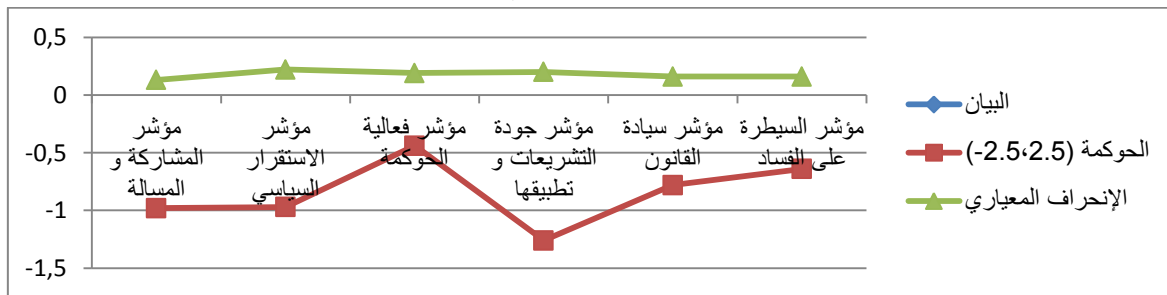 0,5
0
-0,5
-1
-1,5
مؤشر المشاركة و المسالة
مؤشر الاستقرار السياسي
مؤشر فعالية الحوكمة
مؤشر جودة التشريعات و تطبيقها
مؤشر سيادة القانون
مؤشر السيطرة على الفساد
البيان
الحوكمة (2.5،2.5-)
الإنحراف المعياري